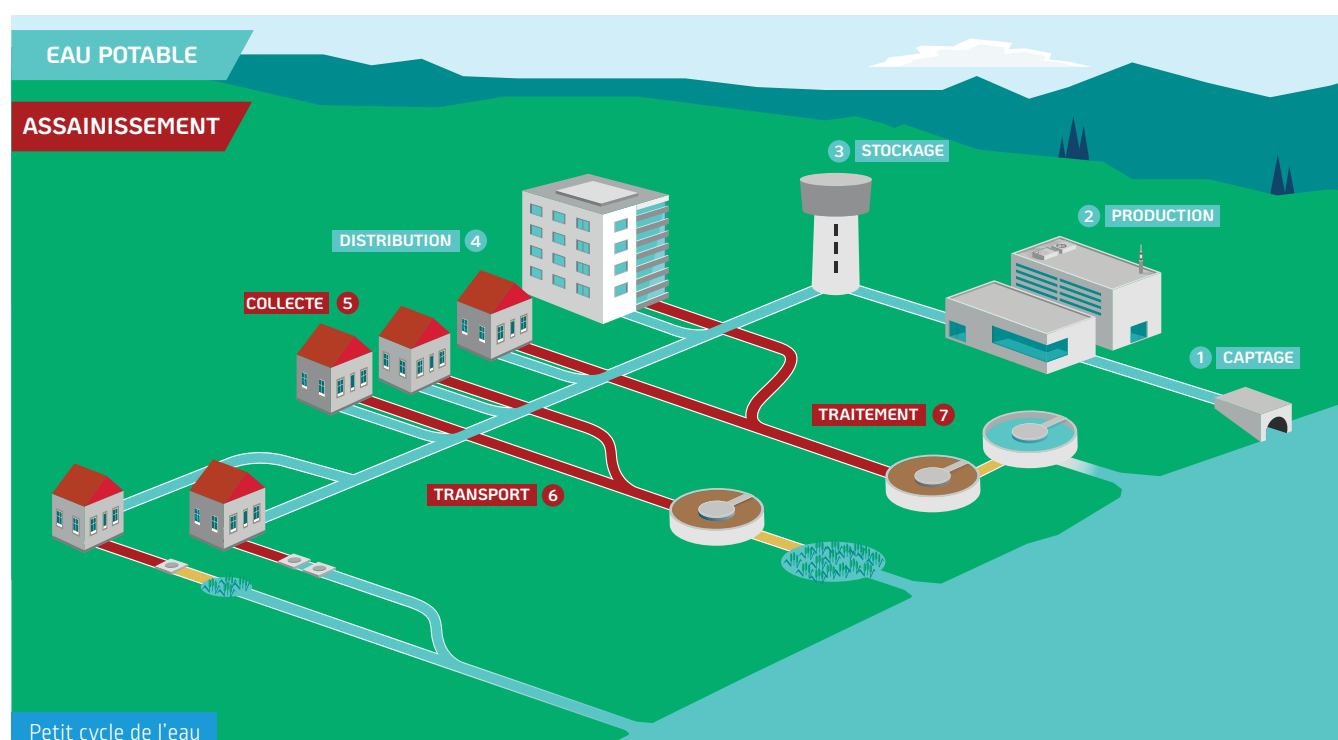 EAU POTABLE
ASSAINISSEMENT
3 STOCKAGE
2 PRODUCTION
DISTRIBUTION 4
COLLECTE 5
1 CAPTAGE
TRAITEMENT 7
TRANSPORT 6
Petit cycle de l'eau